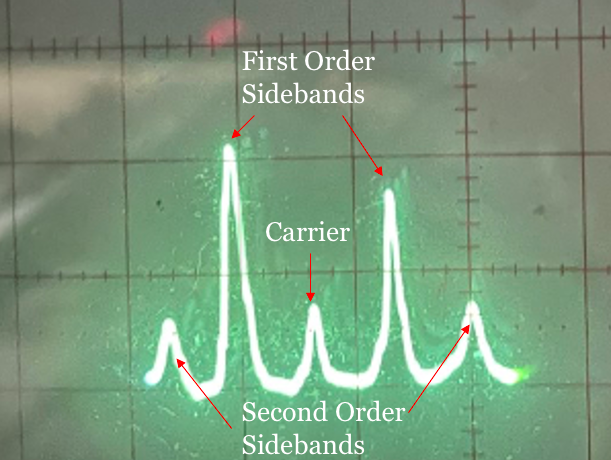 First Order
Sidebands
Carrier
Second Order
Sidebands